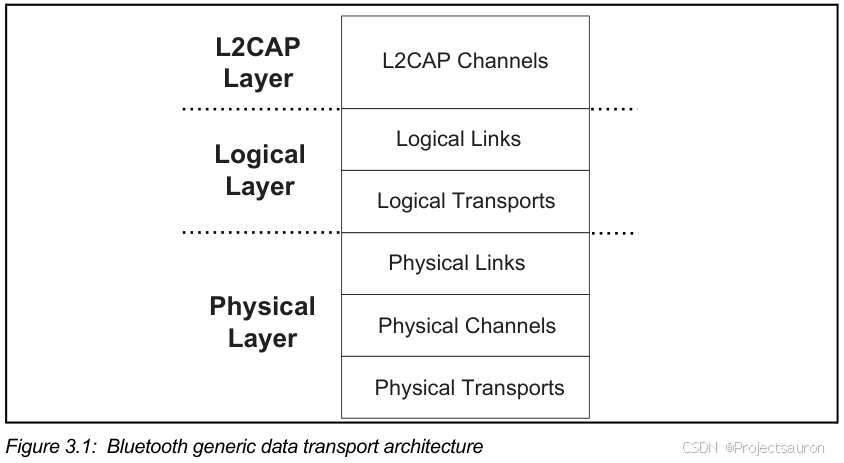 L2CAP
Layer
L2CAP Channels
Logical
Layer
Logical Links
Logical Transports
Physical
Layer
Physical Links
Physical Channels
Physical Transports
Figure 3.1: Bluetooth generic data transport architecture
CSDN @Projectsauron